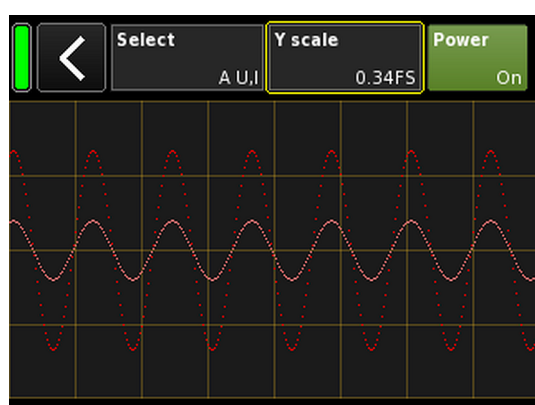 Select
A U,I
Y scale
0.34FS
Power
On